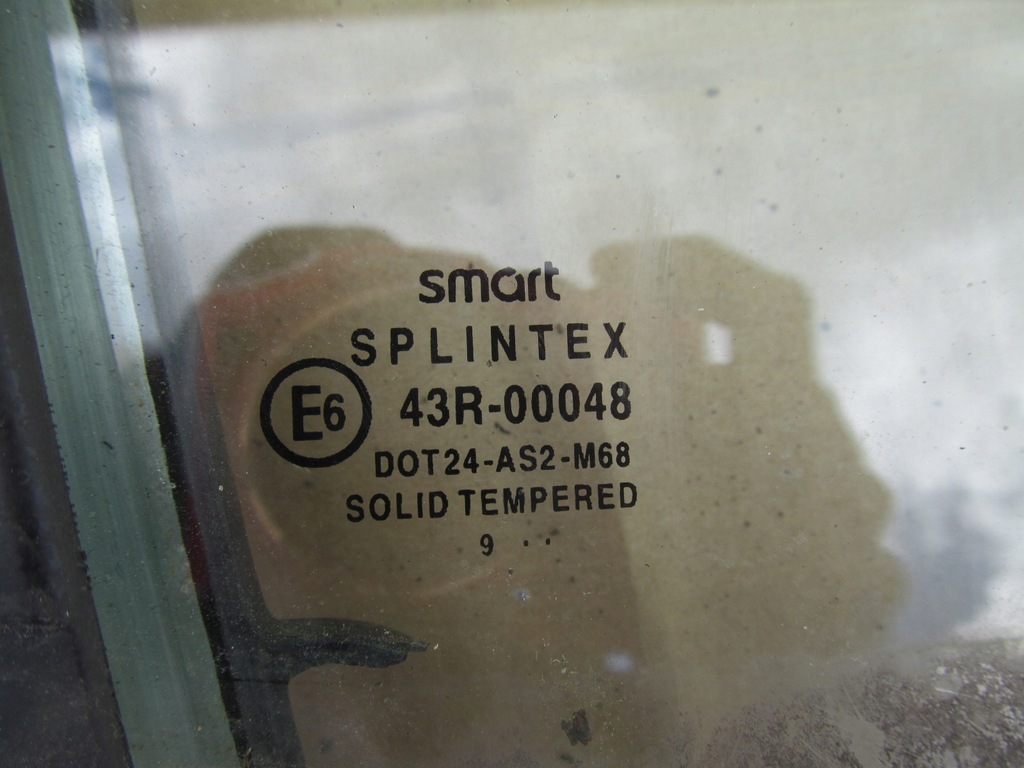 smart
SPLINTEX
E6 43R-00048
DOT24-AS2-M68
SOLID TEMPERED
9 ..